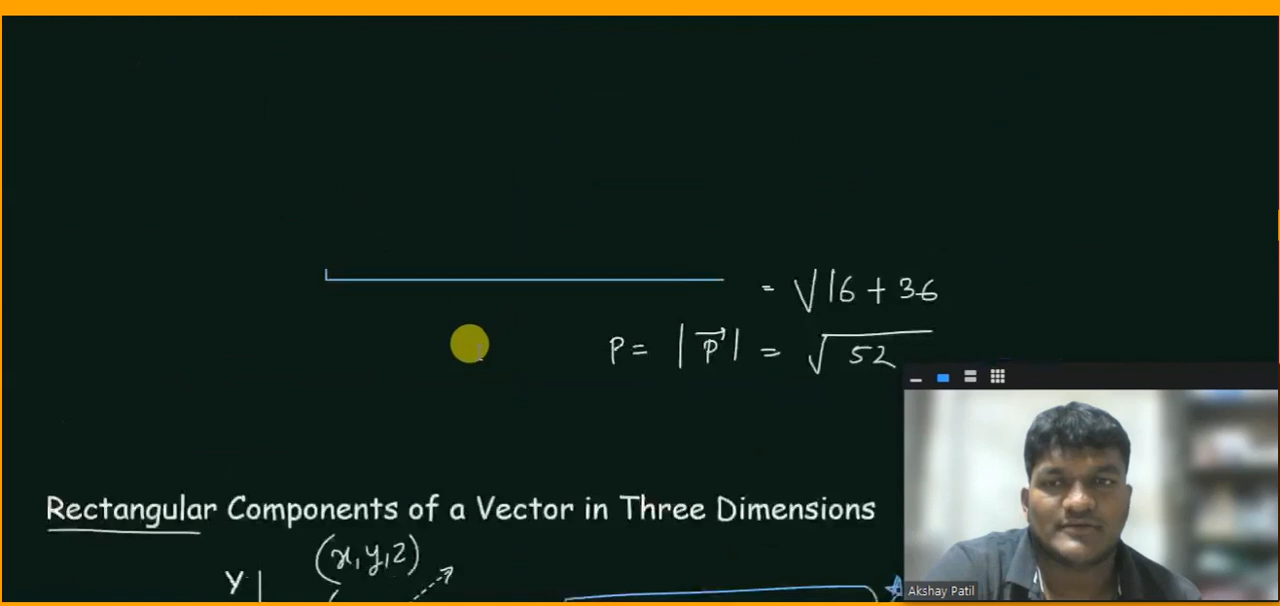 = √16 + 36
P = |p⃗| = √52
Rectangular Components of a Vector in Three Dimensions
(x, y, z)
Y
Akshay Patil